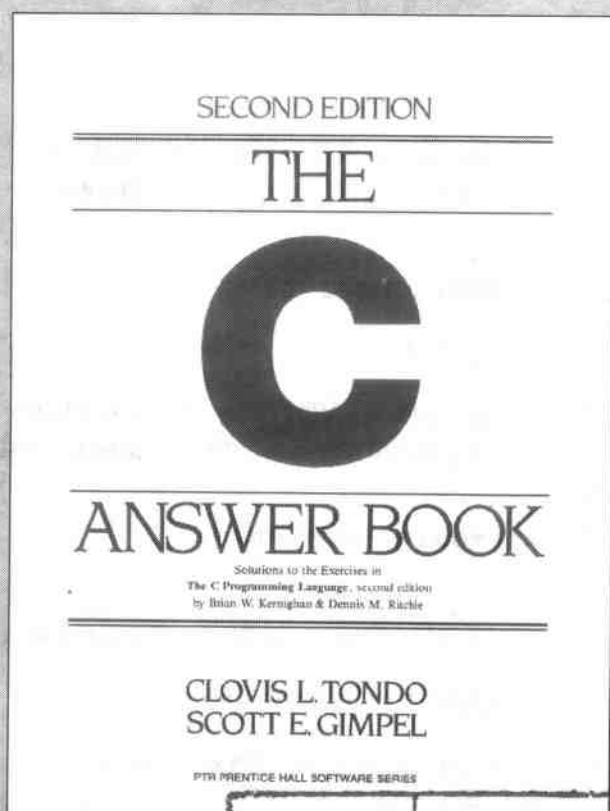 SECOND EDITION
THE
C
ANSWER BOOK
Solutions to the Exercises in
The C Programming Language, second edition
by Brian W. Kernighan & Dennis M. Ritchie
CLOVIS L. TONDO
SCOTT E. GIMPEL
PTR PRENTICE HALL SOFTWARE SERIES